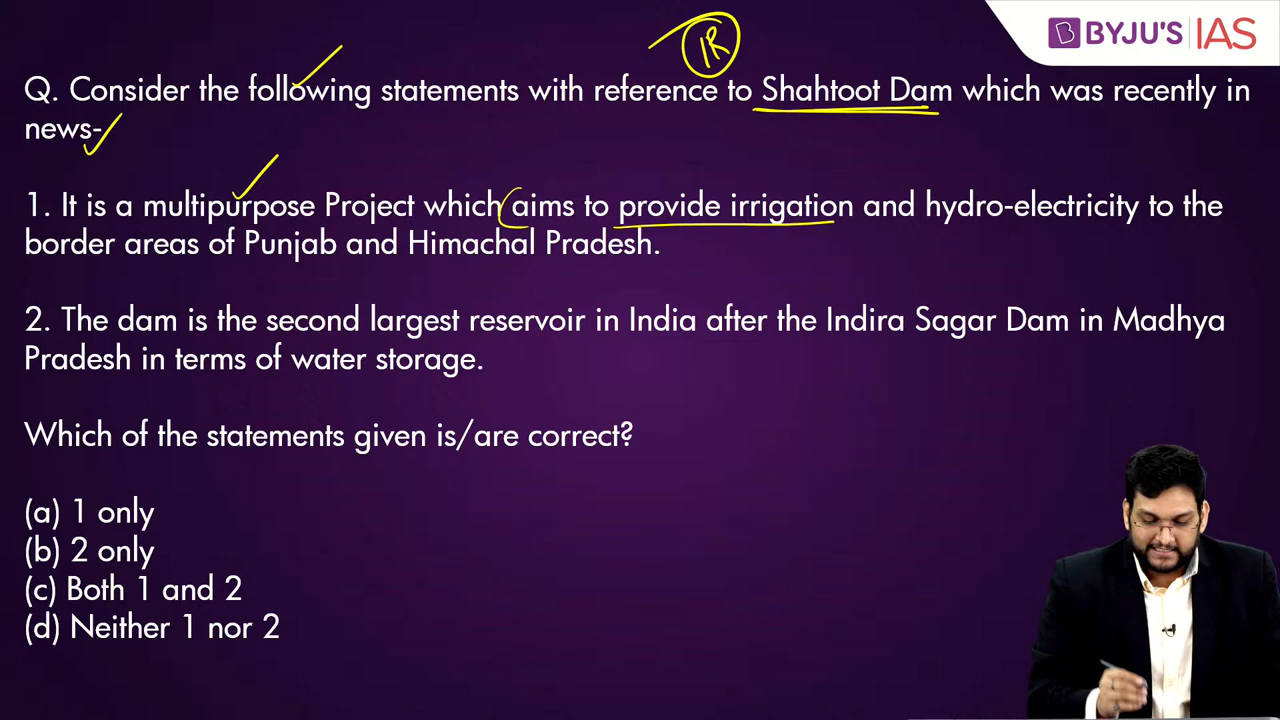 BYJU'S IAS
IR
Q. Consider the following statements with reference to Shahtoot Dam which was recently in
news-
1. It is a multipurpose Project which aims to provide irrigation and hydro-electricity to the
border areas of Punjab and Himachal Pradesh.
2. The dam is the second largest reservoir in India after the Indira Sagar Dam in Madhya
Pradesh in terms of water storage.
Which of the statements given is/are correct?
(a) 1 only
(b) 2 only
(c) Both 1 and 2
(d) Neither 1 nor 2